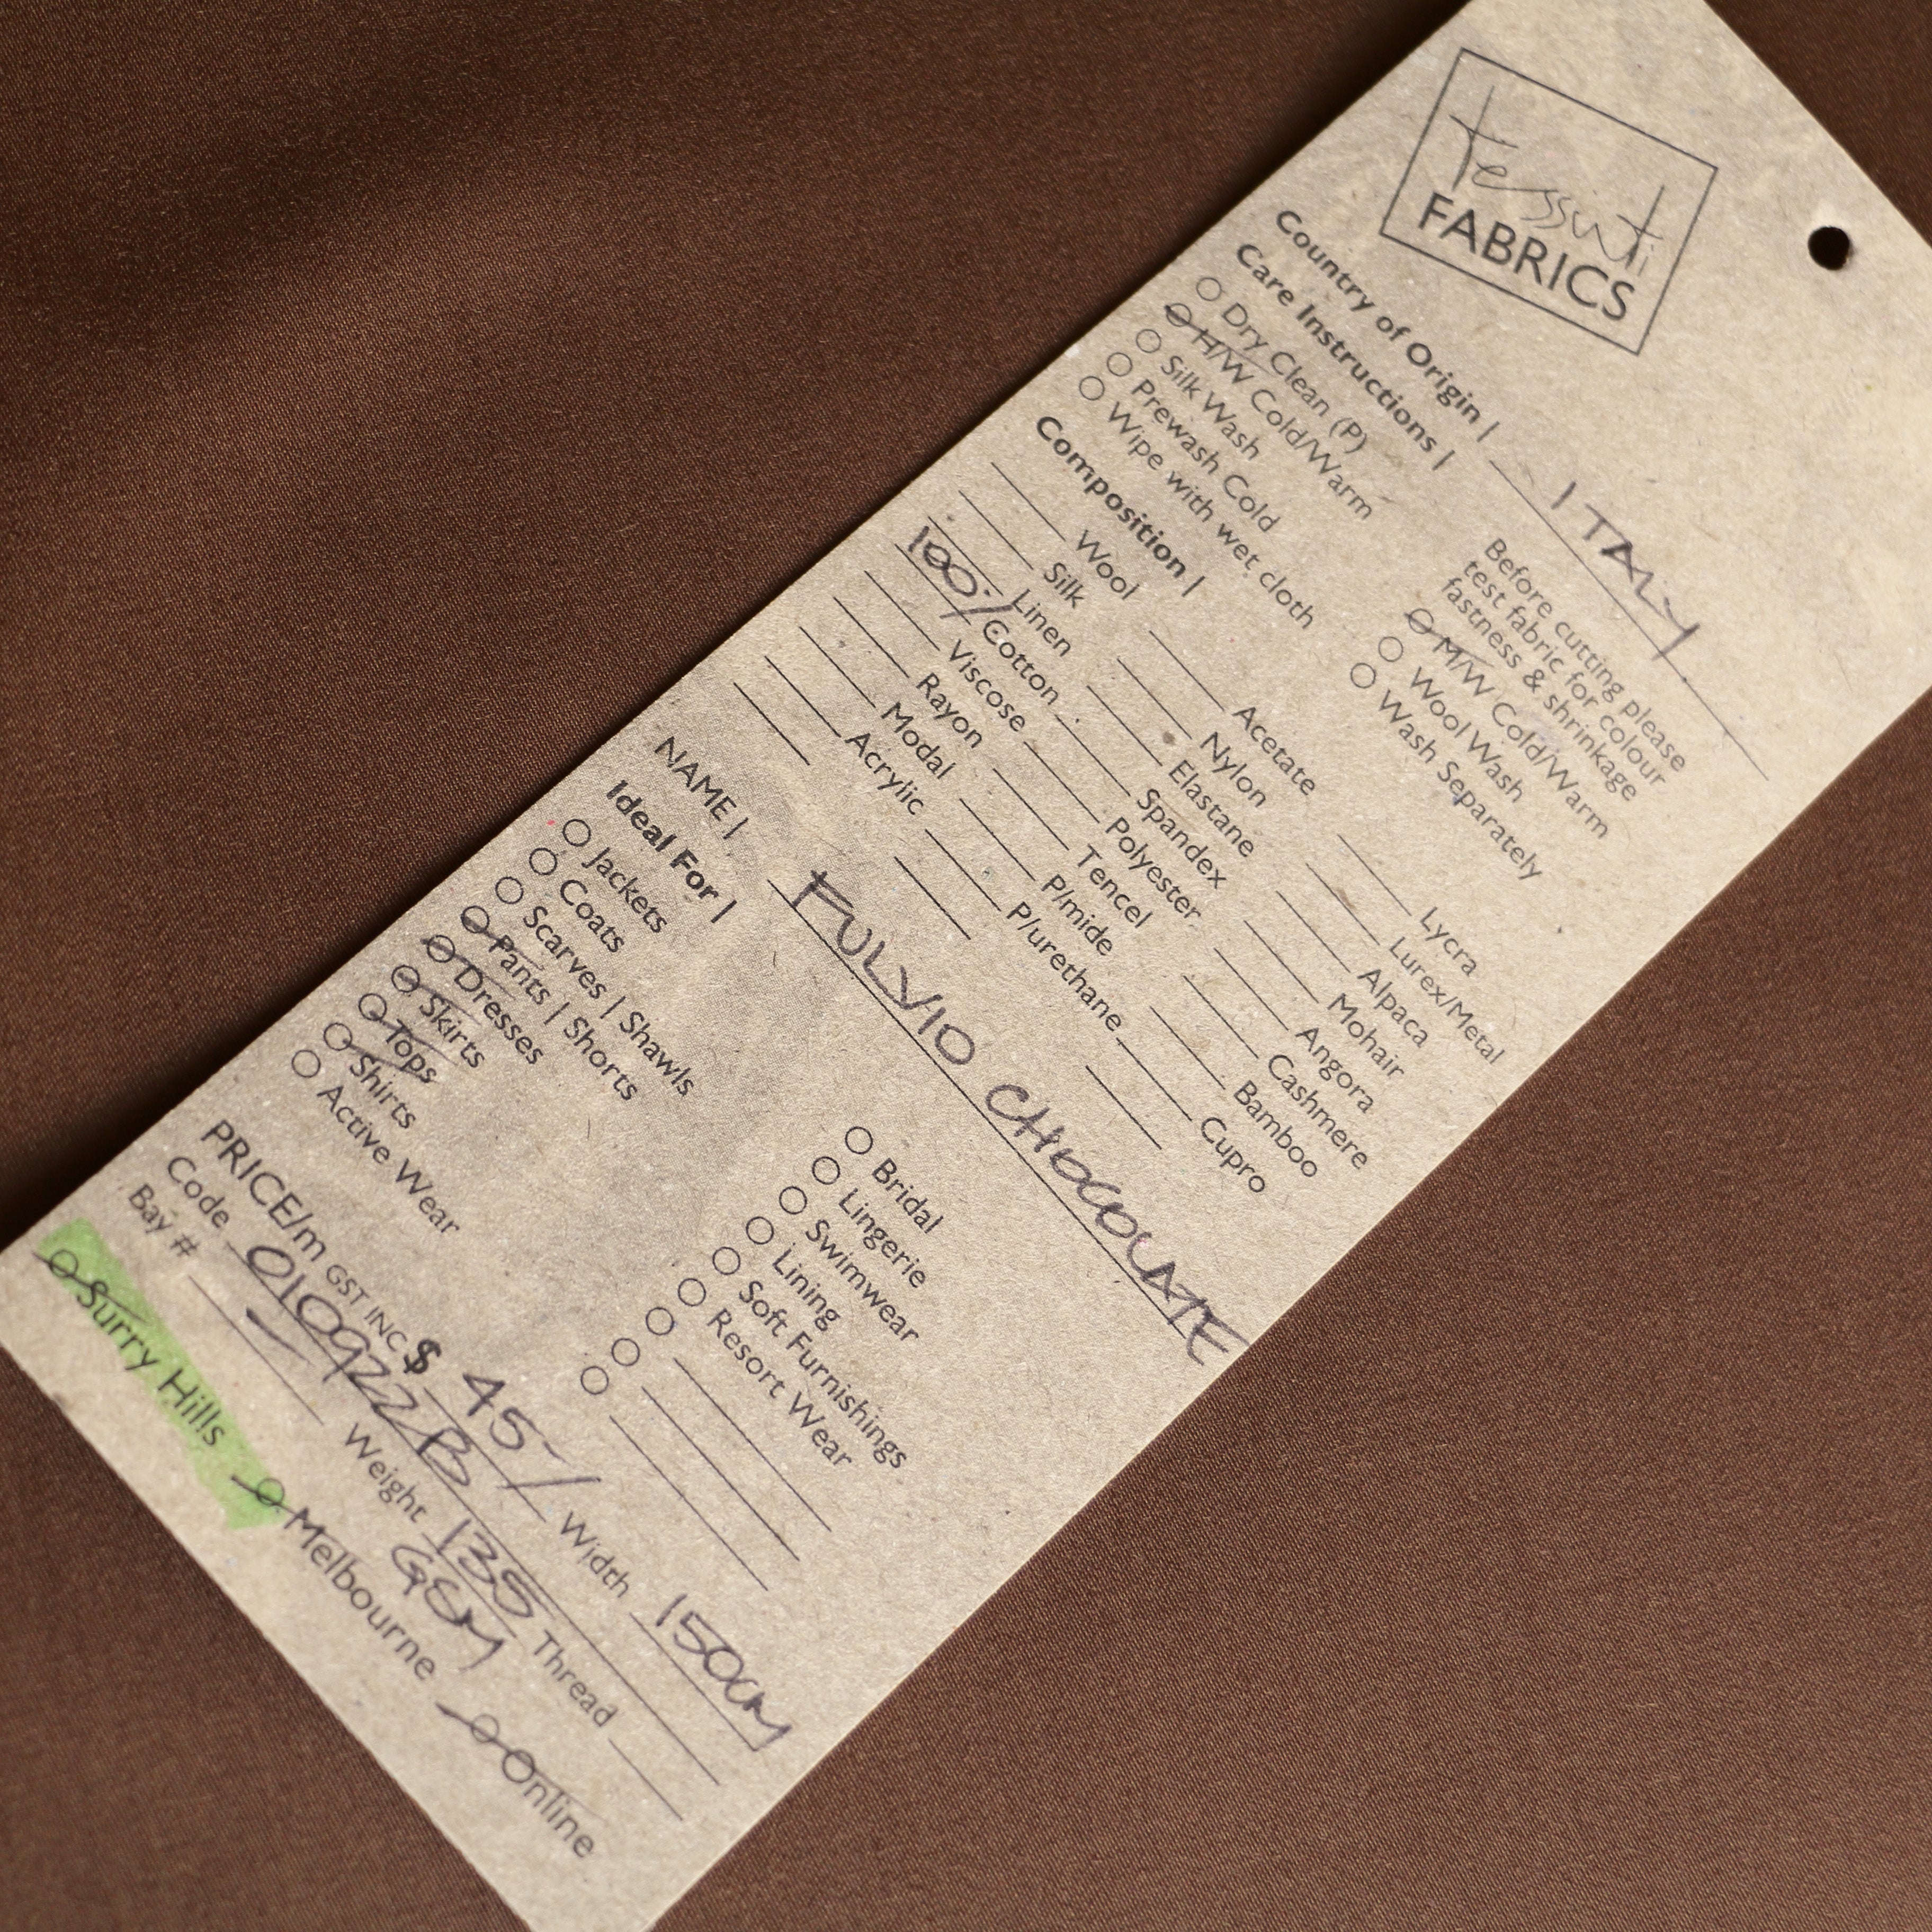 tessuti
FABRICS
Country of Origin | ITALY
Care Instructions |
Before cutting please
test fabric for colour
fastness & shrinkage
Dry Clean (P)
H/W Cold/Warm
Silk Wash
Prewash Cold
Wipe with wet cloth
M/W Cold/Warm
Wool Wash
Wash Separately
Composition |
Wool
Silk
Linen
100% Cotton
Viscose
Rayon
Modal
Acrylic
Acetate
Nylon
Elastane
Spandex
Polyester
Tencel
P/mide
P/urethane
Lycra
Lurex/Metal
Alpaca
Mohair
Angora
Cashmere
Bamboo
Cupro
NAME | FULVIO CHOCOLATE
Ideal For |
Jackets
Coats
Scarves | Shawls
Pants | Shorts
Dresses
Skirts
Tops
Shirts
Active Wear
Bridal
Lingerie
Swimwear
Lining
Soft Furnishings
Resort Wear
PRICE/m GST INC $ 45-/ Width 150cm
Code 010922B
Bay # Weight 135 GSM Thread
Surry Hills Melbourne Online